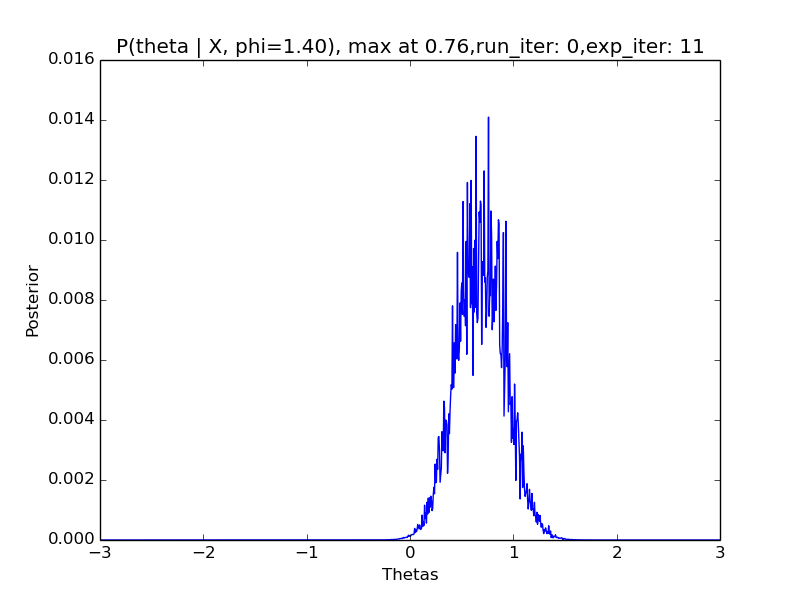 P(theta | X, phi=1.40), max at 0.76,run_iter: 0,exp_iter: 11
0.016
0.014
0.012
0.010
0.008
0.006
0.004
0.002
0.000
Posterior
−3 −2 −1 0 1 2 3
Thetas